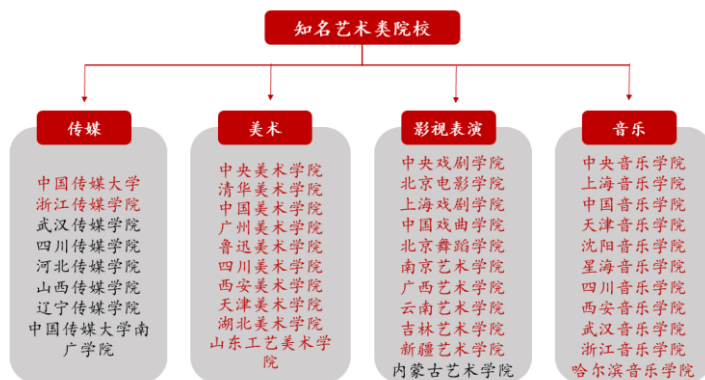 知名艺术类院校
传媒
中国传媒大学
浙江传媒学院
武汉传媒学院
四川传媒学院
河北传媒学院
山西传媒学院
辽宁传媒学院
中国传媒大学南
广学院
美术
中央美术学院
清华美术学院
中国美术学院
广州美术学院
鲁迅美术学院
四川美术学院
西安美术学院
天津美术学院
湖北美术学院
山东工艺美术学
院
影视表演
中央戏剧学院
北京电影学院
上海戏剧学院
中国戏曲学院
北京舞蹈学院
南京艺术学院
广西艺术学院
云南艺术学院
吉林艺术学院
新疆艺术学院
内蒙古艺术学院
音乐
中央音乐学院
上海音乐学院
中国音乐学院
天津音乐学院
沈阳音乐学院
星海音乐学院
四川音乐学院
西安音乐学院
武汉音乐学院
浙江音乐学院
哈尔滨音乐学院